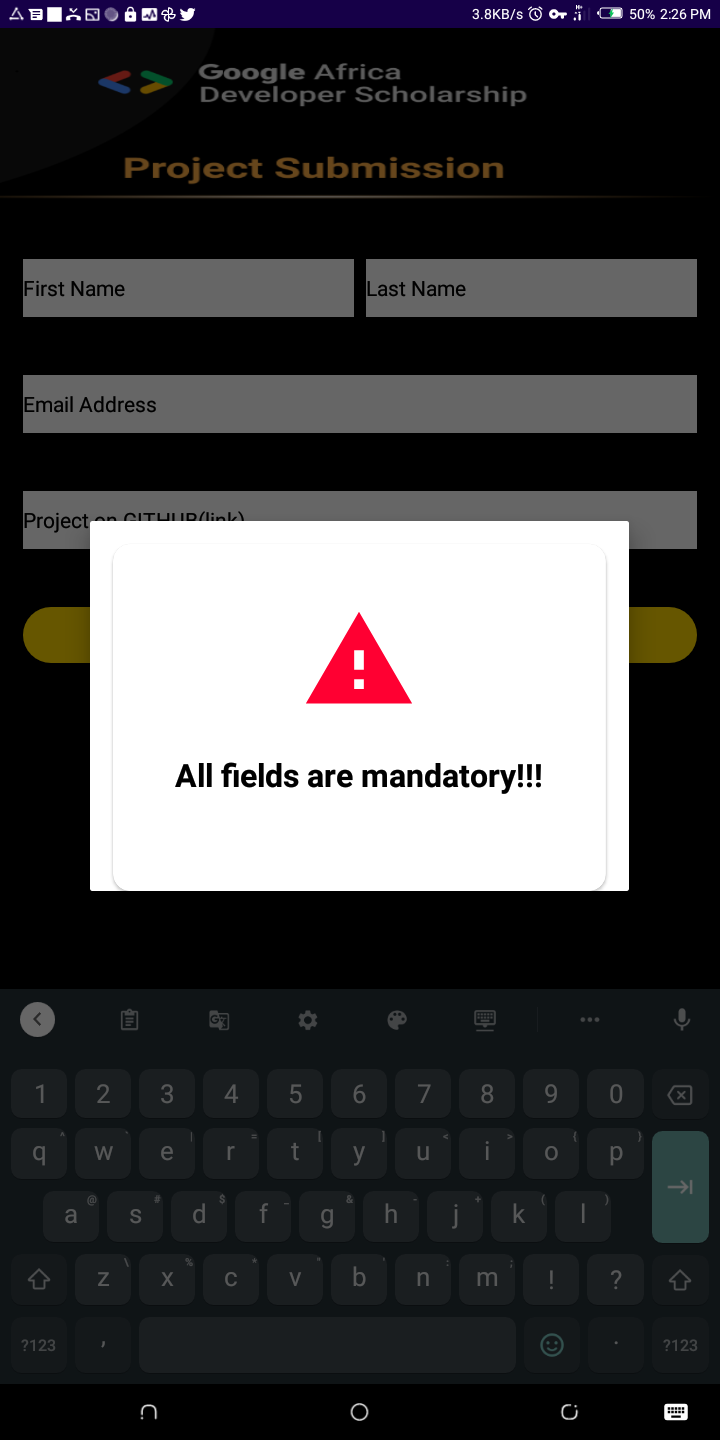 3.8KB/s 50% 2:26 PM
Google Africa
Developer Scholarship
Project Submission
First Name Last Name
Email Address
Project on GITHUB(link)
All fields are mandatory!!!
1 2 3 4 5 6 7 8 9 0
q w e r t y u i o p
a s d f g h j k l
z x c v b n m ! ?
?123 , . ?123